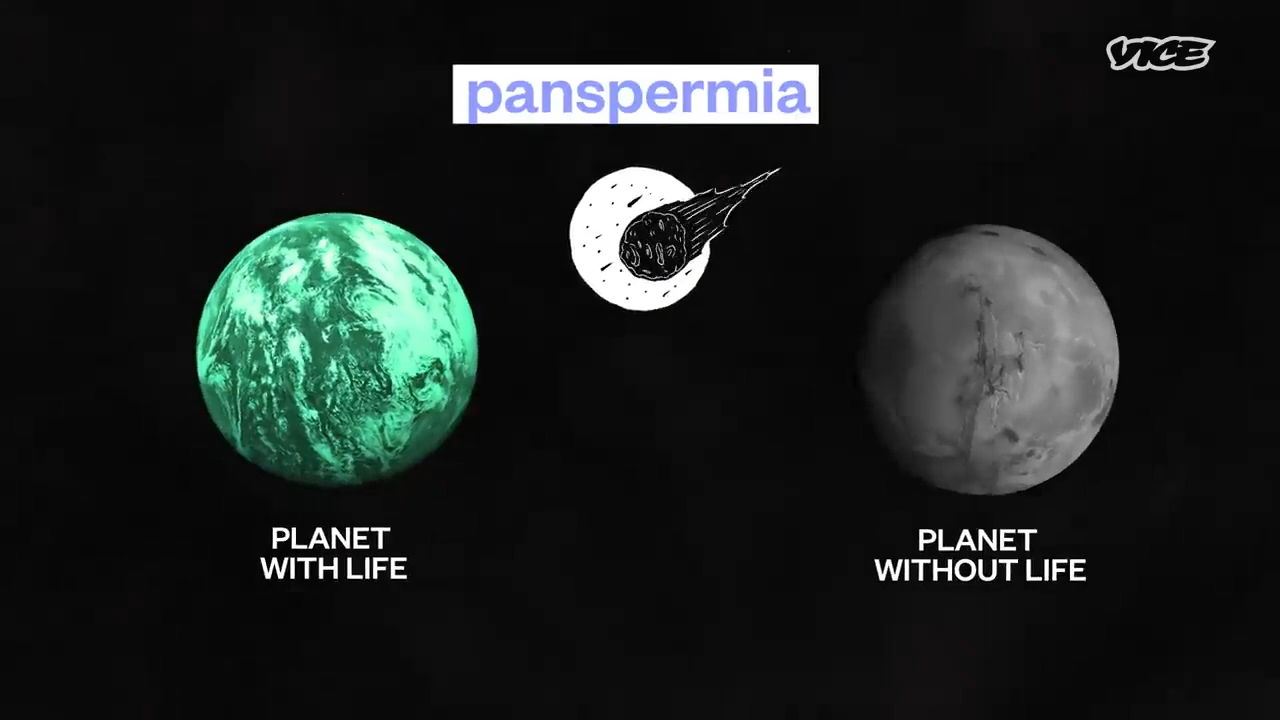 VICE
panspermia
PLANET
WITH LIFE
PLANET
WITHOUT LIFE